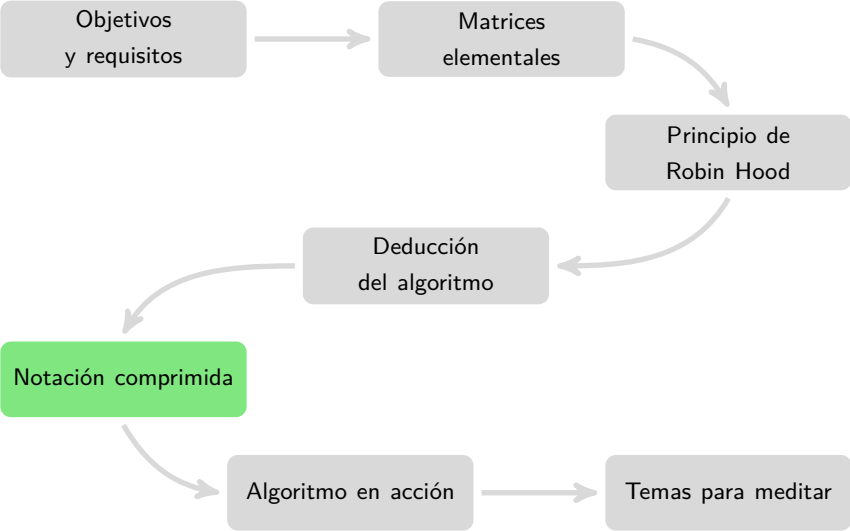 Objetivos
y requisitos
Matrices
elementales
Principio de
Robin Hood
Deducción
del algoritmo
Notación comprimida
Algoritmo en acción
Temas para meditar